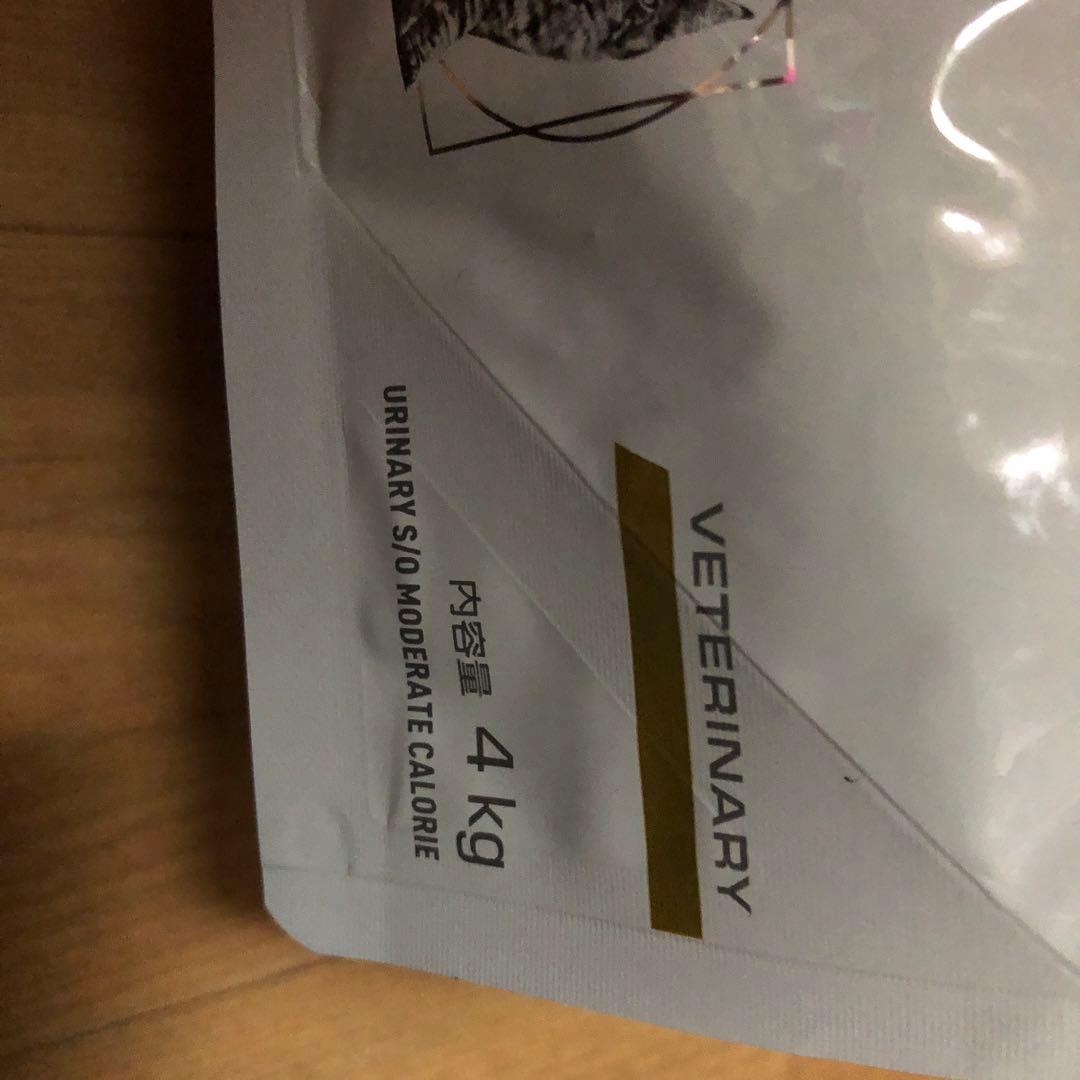 VETERINARY
内容量 4 kg
URINARY S/O MODERATE CALORIE